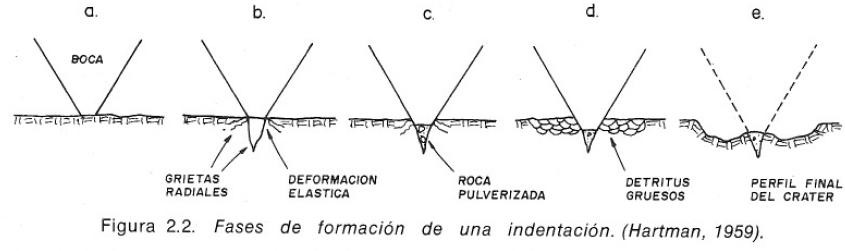 a.
b.
c.
d.
e.
BOCA
GRIETAS
RADIALES
DEFORMACION
ELASTICA
ROCA
PULVERIZADA
DETRITUS
GRUESOS
PERFIL FINAL
DEL CRATER
Figura 2.2. Fases de formación de una indentación. (Hartman, 1959).